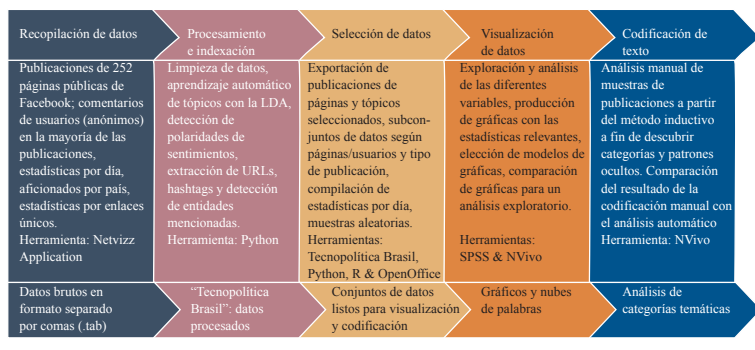 Recopilación de datos
Procesamiento
e indexación
Selección de datos
Visualización
de datos
Codificación de
texto
Publicaciones de 252
páginas públicas de
Facebook; comentarios
de usuarios (anónimos)
en la mayoría de las
publicaciones,
estadísticas por día,
aficionados por país,
estadísticas por enlaces
únicos.
Herramienta: Netvizz
Application
Limpieza de datos,
aprendizaje automático
de tópicos con la LDA,
detección de
polaridades de
sentimientos,
extracción de URLs,
hashtags y detección
de entidades
mencionadas.
Herramienta: Python
Exportación de
publicaciones de
páginas y tópicos
seleccionados, subcon-
juntos de datos según
páginas/usuarios y tipo
de publicación,
compilación de
estadísticas por día,
muestras aleatorias.
Herramientas:
Tecnopolítica Brasil,
Python, R & OpenOffice
Exploración y análisis
de las diferentes
variables, producción
de gráficas con las
estadísticas relevantes,
elección de modelos de
gráficas, comparación
de gráficas para un
análisis exploratorio.
Herramientas:
SPSS & NVivo
Análisis manual de
muestras de
publicaciones a partir
del método inductivo
a fin de descubrir
categorías y patrones
ocultos. Comparación
del resultado de la
codificación manual con
el análisis automático
Herramienta: NVivo
Datos brutos en
formato separado
por comas (.tab)
“Tecnopolítica
Brasil”: datos
procesados
Conjuntos de datos
listos para visualización
y codificación
Gráficos y nubes
de palabras
Análisis de
categorías temáticas